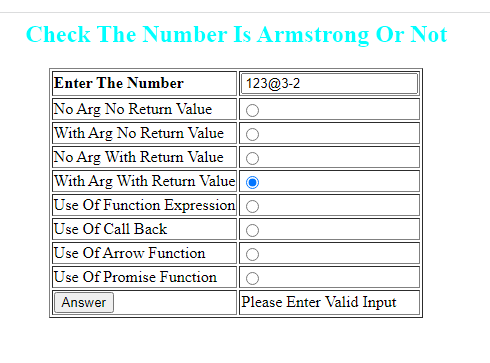 Check The Number Is Armstrong Or Not
Enter The Number 123@3-2
No Arg No Return Value
With Arg No Return Value
No Arg With Return Value
With Arg With Return Value
Use Of Function Expression
Use Of Call Back
Use Of Arrow Function
Use Of Promise Function
Answer Please Enter Valid Input